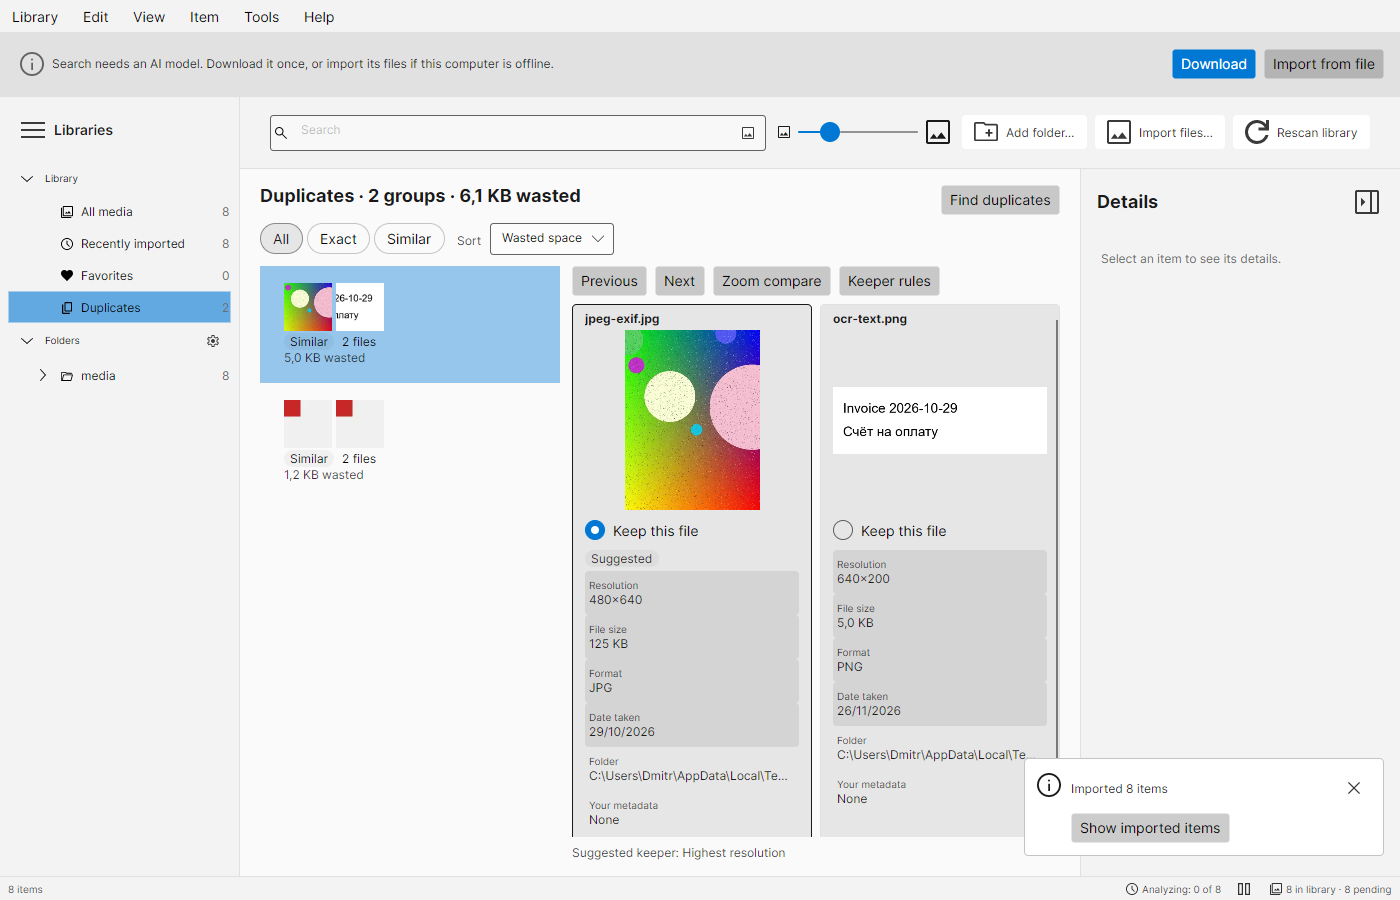 Library Edit View Item Tools Help
Search needs an AI model. Download it once, or import its files if this computer is offline.
Download
Import from file
Libraries
Search
Add folder...
Import files...
Rescan library
Library
All media 8
Recently imported 8
Favorites 0
Duplicates 2
Folders
media 8
Duplicates · 2 groups · 6,1 KB wasted
Find duplicates
All Exact Similar Sort Wasted space
26-10-29
плату
Similar 2 files
5,0 KB wasted
Similar 2 files
1,2 KB wasted
Previous Next Zoom compare Keeper rules
jpeg-exif.jpg
Keep this file
Suggested
Resolution
480×640
File size
125 KB
Format
JPG
Date taken
29/10/2026
Folder
C:\Users\Dmitr\AppData\Local\Te...
Your metadata
None
ocr-text.png
Invoice 2026-10-29
Счёт на оплату
Keep this file
Resolution
640×200
File size
5,0 KB
Format
PNG
Date taken
26/11/2026
Folder
C:\Users\Dmitr\AppData\Local\Te...
Your metadata
None
Suggested keeper: Highest resolution
Details
Select an item to see its details.
Imported 8 items
Show imported items
8 items
Analyzing: 0 of 8
8 in library · 8 pending